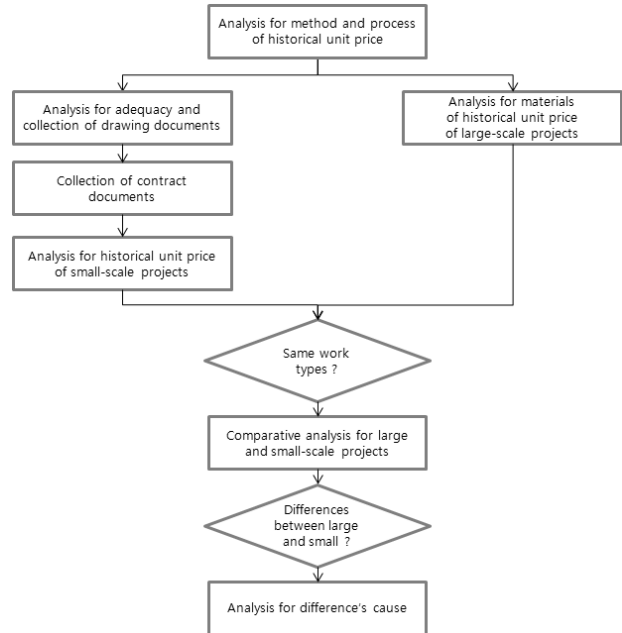 Analysis for method and process
of historical unit price
Analysis for adequacy and
collection of drawing documents
Analysis for materials
of historical unit price
of large-scale projects
Collection of contract
documents
Analysis for historical unit price
of small-scale projects
Same work
types ?
Comparative analysis for large
and small-scale projects
Differences
between large
and small ?
Analysis for difference's cause